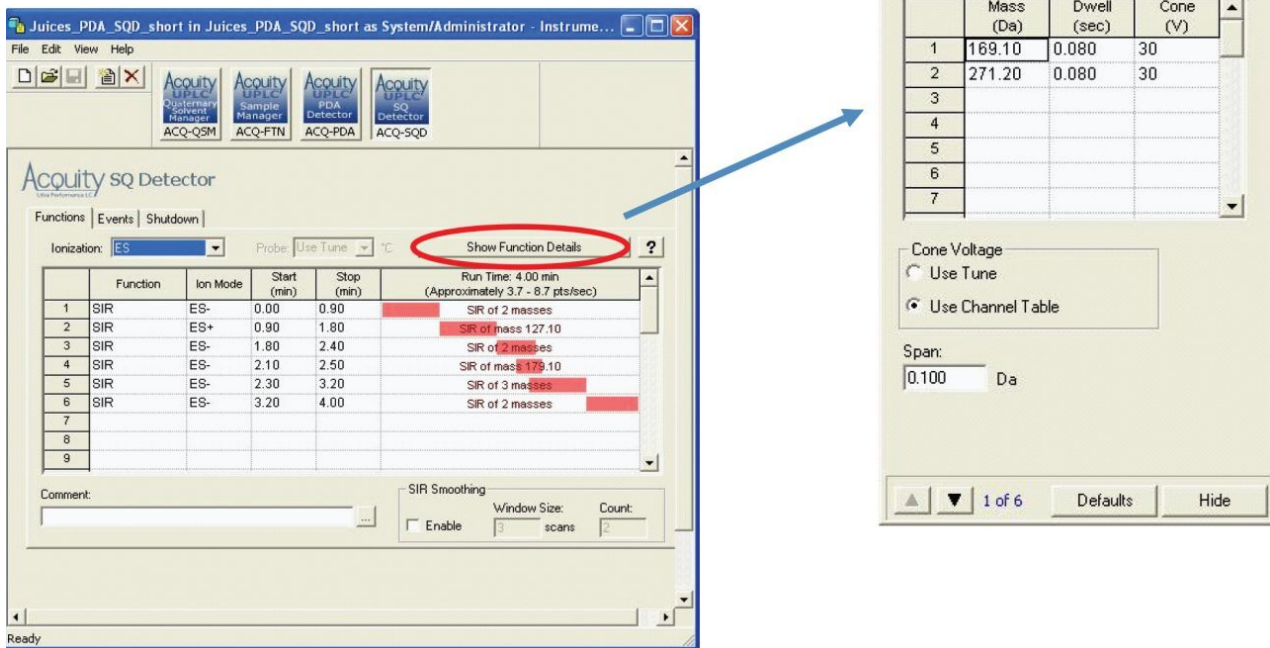 Juices_PDA_SQD_short in Juices_PDA_SQD_short as System/Administrator - Instrume...
File Edit View Help
Acquity UPLC Quaternary Solvent Manager
ACQ-QSM
Acquity UPLC Sample Manager
ACQ-FTN
Acquity UPLC PDA Detector
ACQ-PDA
Acquity UPLC SQ Detector
ACQ-SQD
Acquity SQ Detector
Functions Events Shutdown
Ionization: ES Probe: Use Tune °C Show Function Details ?
Function Ion Mode Start (min) Stop (min) Run Time: 4.00 min (Approximately 3.7 - 8.7 pts/sec)
1 SIR ES- 0.00 0.90 SIR of 2 masses
2 SIR ES+ 0.90 1.80 SIR of mass 127.10
3 SIR ES- 1.80 2.40 SIR of 2 masses
4 SIR ES- 2.10 2.50 SIR of mass 179.10
5 SIR ES- 2.30 3.20 SIR of 3 masses
6 SIR ES- 3.20 4.00 SIR of 2 masses
7
8
9
Comment:
...
SIR Smoothing
Window Size: Count:
Enable 3 scans 2
Ready
Mass (Da) Dwell (sec) Cone (V)
1 169.10 0.080 30
2 271.20 0.080 30
3
4
5
6
7
Cone Voltage
Use Tune
Use Channel Table
Span:
0.100 Da
1 of 6 Defaults Hide